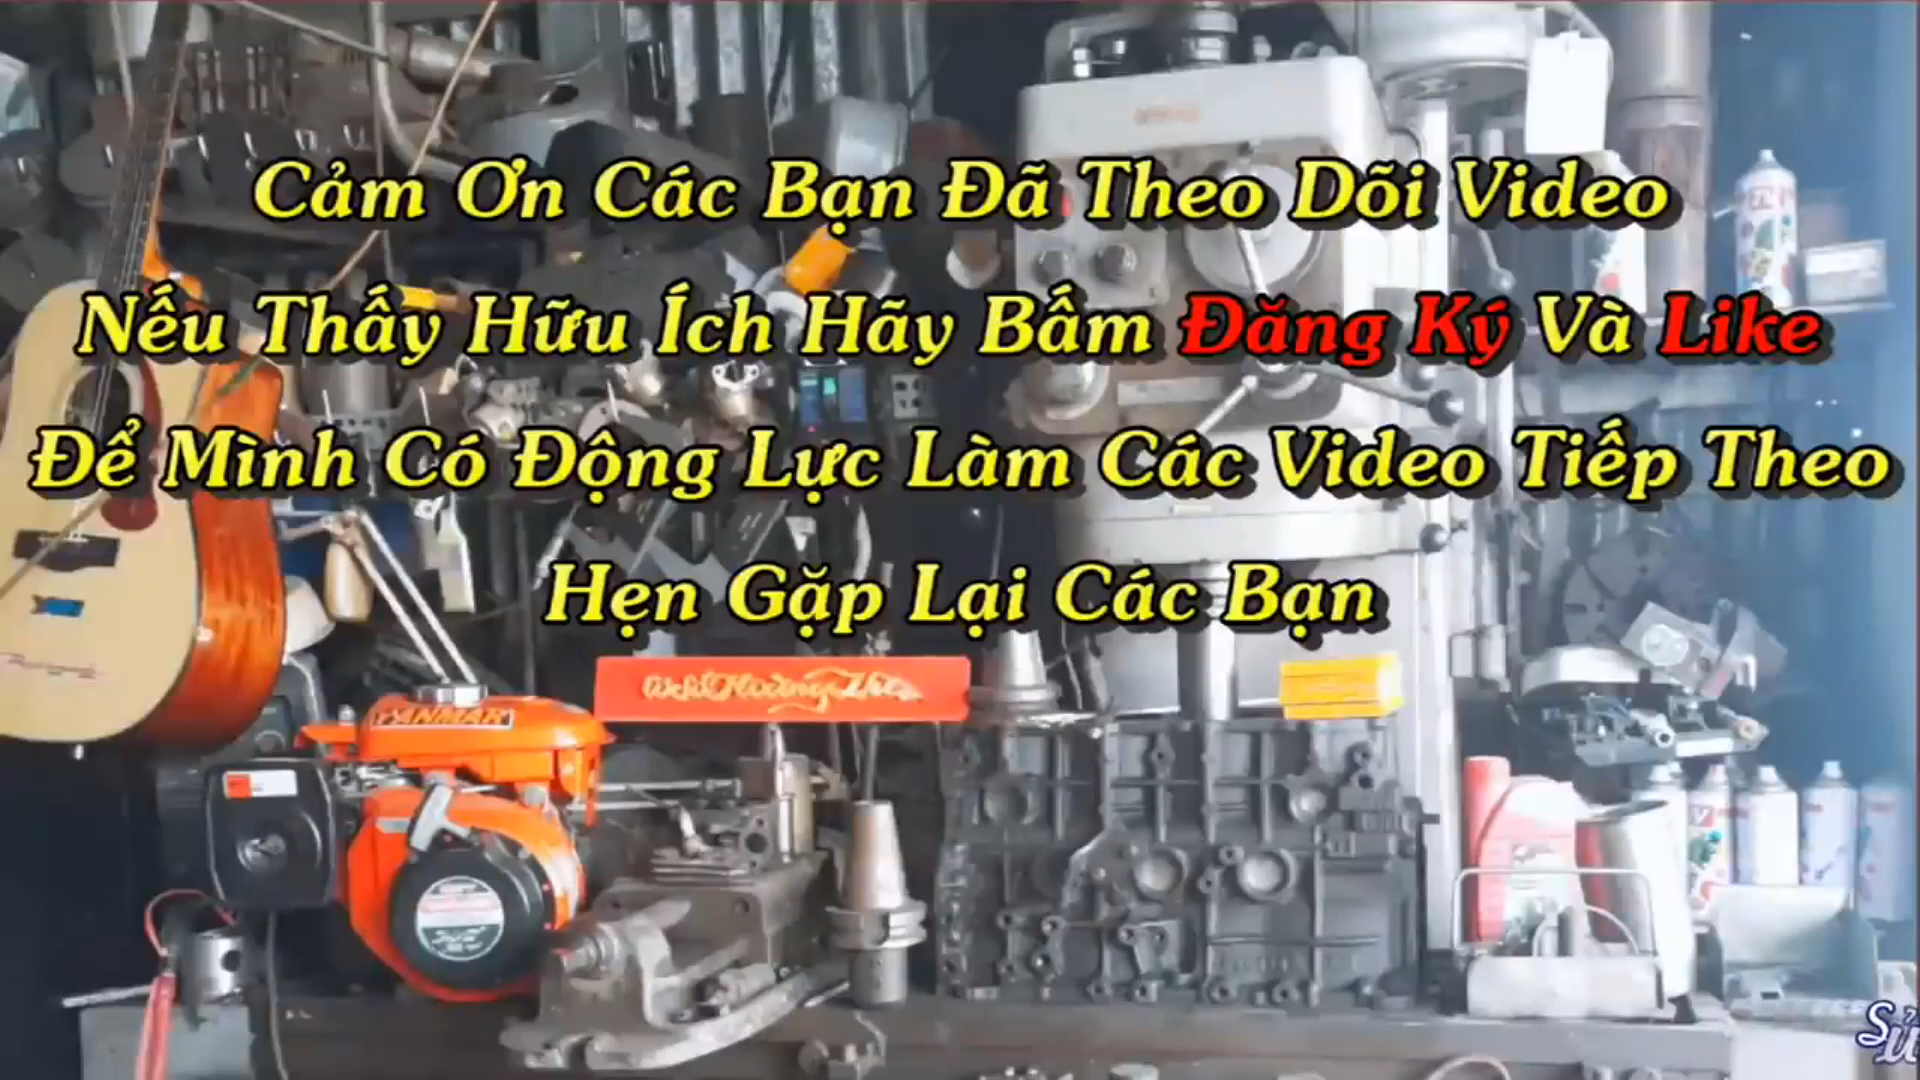 Cảm Ơn Các Bạn Đã Theo Dõi Video
Nếu Thấy Hữu Ích Hãy Bấm Đăng Ký Và Like
Để Mình Có Động Lực Làm Các Video Tiếp Theo
Hẹn Gặp Lại Các Bạn
YANMAR